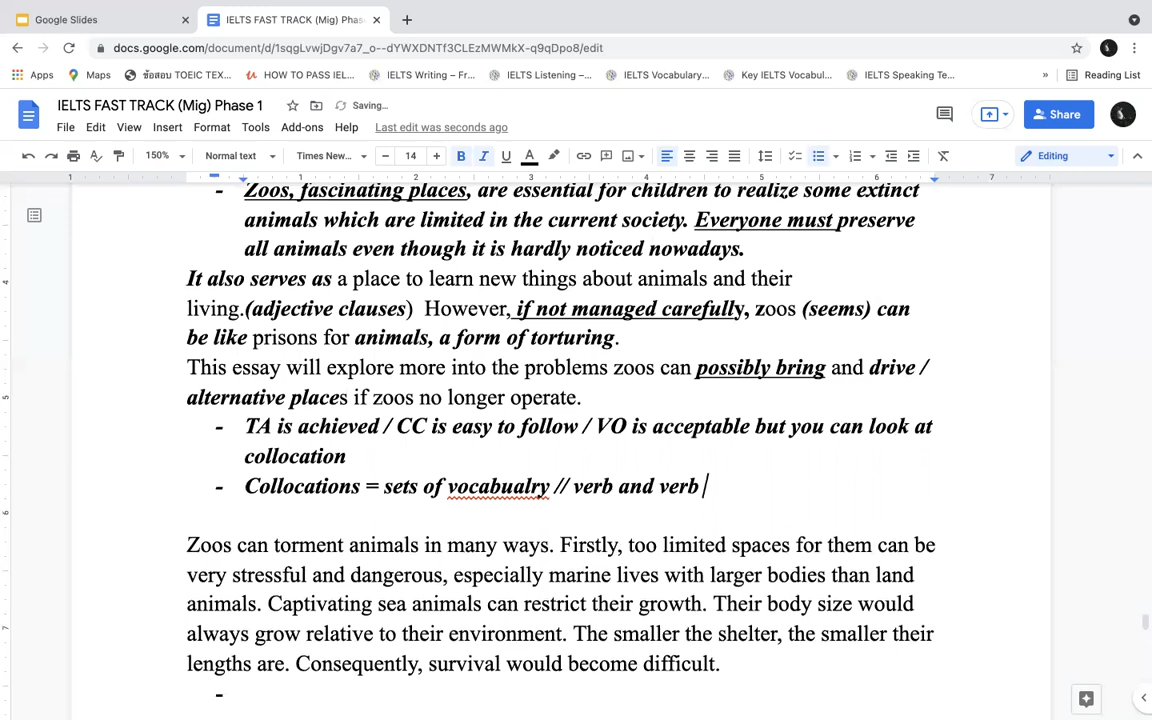 Google Slides
IELTS FAST TRACK (Mig) Phas
docs.google.com/document/d/1sqgLvwjDgv7a7_o--dYWXDNTf3CLEzMWMkX-q9qDpo8/edit
Apps
Maps
ข้อสอบ TOEIC TEX...
HOW TO PASS IEL...
IELTS Writing – Fr...
IELTS Listening –...
IELTS Vocabulary...
Key IELTS Vocabul...
IELTS Speaking Te...
»
Reading List
IELTS FAST TRACK (Mig) Phase 1
Saving...
File Edit View Insert Format Tools Add-ons Help Last edit was seconds ago
Share
150% Normal text Times New... - 14 + B I U A Editing
1 1 2 3 4 5 6 7
- Zoos, fascinating places, are essential for children to realize some extinct
animals which are limited in the current society. Everyone must preserve
all animals even though it is hardly noticed nowadays.
It also serves as a place to learn new things about animals and their
living.(adjective clauses) However, if not managed carefully, zoos (seems) can
be like prisons for animals, a form of torturing.
This essay will explore more into the problems zoos can possibly bring and drive /
alternative places if zoos no longer operate.
- TA is achieved / CC is easy to follow / VO is acceptable but you can look at
collocation
- Collocations = sets of vocabualry // verb and verb
Zoos can torment animals in many ways. Firstly, too limited spaces for them can be
very stressful and dangerous, especially marine lives with larger bodies than land
animals. Captivating sea animals can restrict their growth. Their body size would
always grow relative to their environment. The smaller the shelter, the smaller their
lengths are. Consequently, survival would become difficult.
-
4
5
6
7